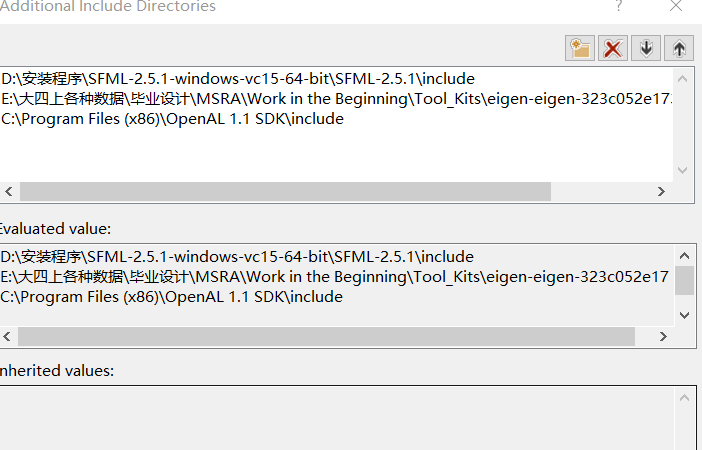 Additional Include Directories
?
D:\安装程序\SFML-2.5.1-windows-vc15-64-bit\SFML-2.5.1\include
E:\大四上各种数据\毕业设计\MSRA\Work in the Beginning\Tool_Kits\eigen-eigen-323c052e17
C:\Program Files (x86)\OpenAL 1.1 SDK\include
Evaluated value:
D:\安装程序\SFML-2.5.1-windows-vc15-64-bit\SFML-2.5.1\include
E:\大四上各种数据\毕业设计\MSRA\Work in the Beginning\Tool_Kits\eigen-eigen-323c052e17
C:\Program Files (x86)\OpenAL 1.1 SDK\include
nherited values: